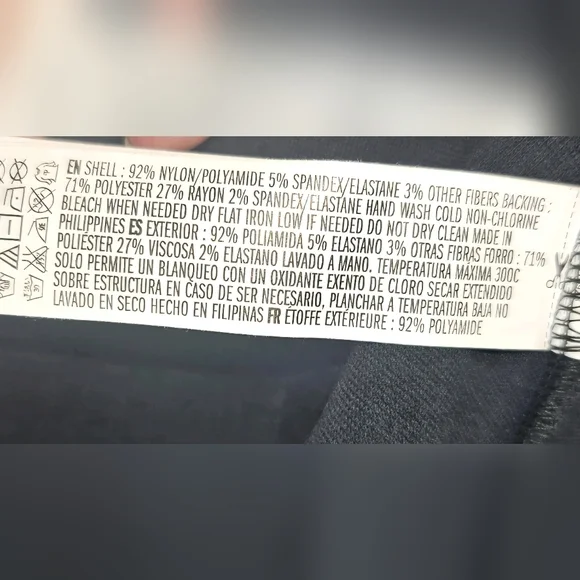 EN SHELL : 92% NYLON/POLYAMIDE 5% SPANDEX/ELASTANE 3% OTHER FIBERS BACKING :
71% POLYESTER 27% RAYON 2% SPANDEX/ELASTANE HAND WASH COLD NON-CHLORINE
BLEACH WHEN NEEDED DRY FLAT IRON LOW IF NEEDED DO NOT DRY CLEAN MADE IN
PHILIPPINES ES EXTERIOR : 92% POLIAMIDA 5% ELASTANO 3% OTRAS FIBRAS FORRO : 71%
POLIÉSTER 27% VISCOSA 2% ELASTANO LAVADO A MANO. TEMPERATURA MÁXIMA 300C
SOLO PERMITE UN BLANQUEO CON UN OXIDANTE EXENTO DE CLORO SECAR EXTENDIDO
SOBRE ESTRUCTURA EN CASO DE SER NECESARIO, PLANCHAR A TEMPERATURA BAJA NO
LAVADO EN SECO HECHO EN FILIPINAS FR ÉTOFFE EXTÉRIEURE : 92% POLYAMIDE